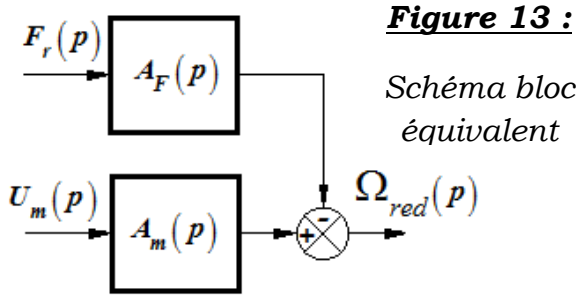 Figure 13 :
Schéma bloc
équivalent
F_r(p)
A_F(p)
U_m(p)
A_m(p)
-
+
Ω_red(p)